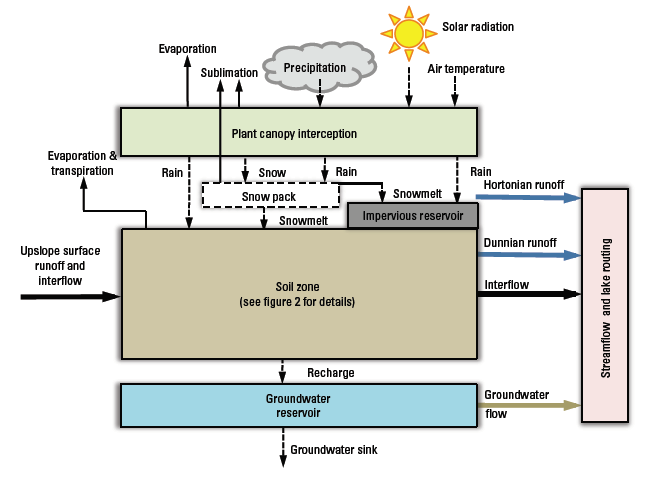 Solar radiation
Evaporation
Sublimation
Precipitation
Air temperature
Plant canopy interception
Evaporation &
transpiration
Rain
Snow
Rain
Rain
Snow pack
Snowmelt
Hortonian runoff
Impervious reservoir
Snowmelt
Upslope surface
runoff and
interflow
Dunnian runoff
Soil zone
(see figure 2 for details)
Interflow
Streamflow and lake routing
Recharge
Groundwater
reservoir
Groundwater
flow
Groundwater sink